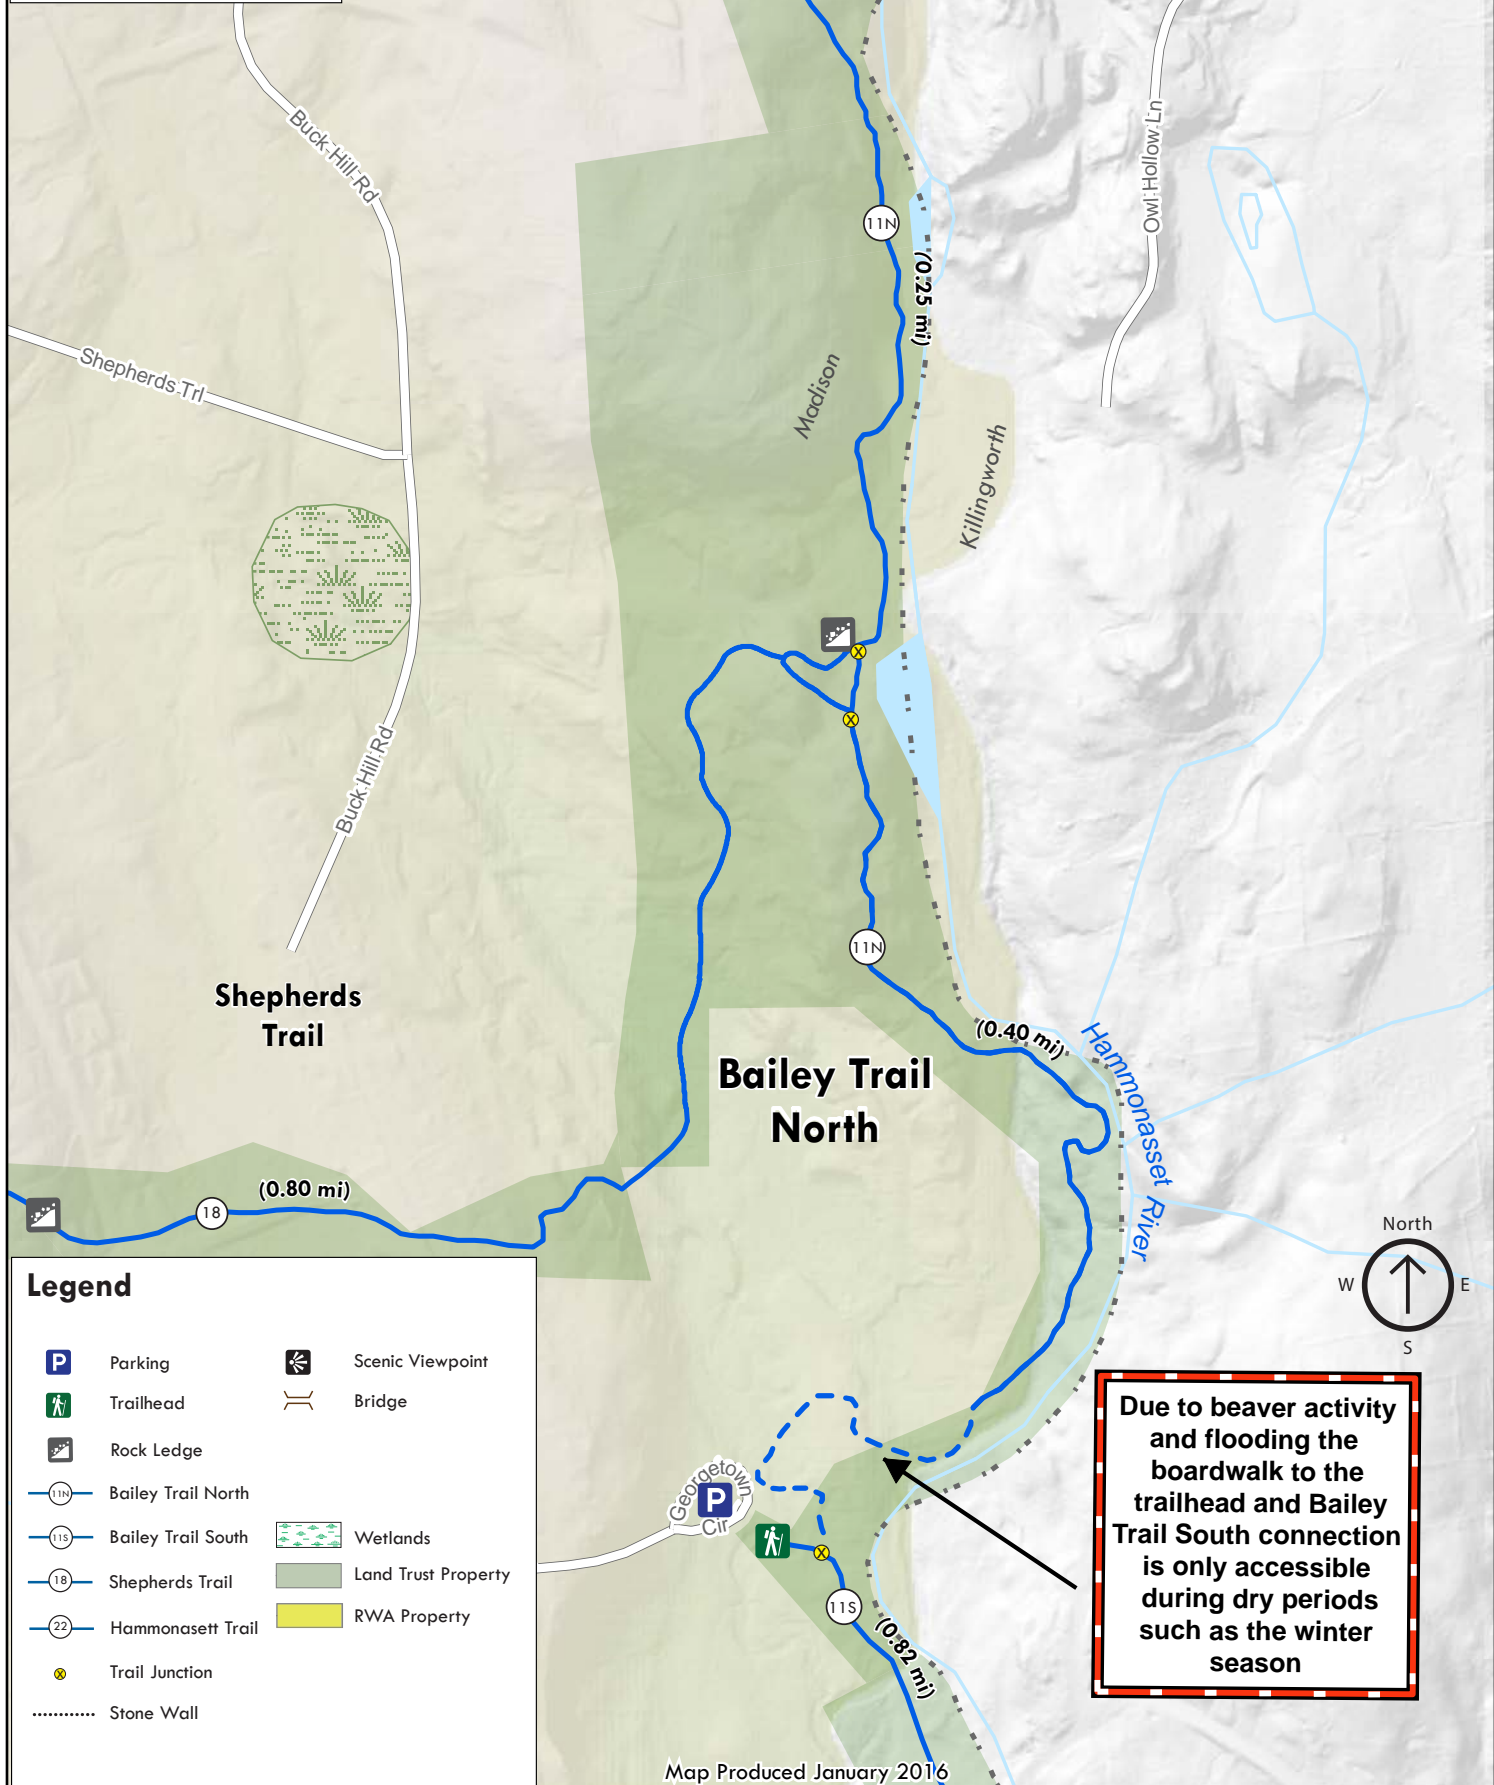 Buck Hill Rd
Owl Hollow Ln
11N
(0.25 mi)
Shepherds Trl
Madison
Killingworth
X
X
Buck Hill Rd
11N
Shepherds
Trail
(0.40 mi)
Bailey Trail
North
Hammonasset River
(0.80 mi)
18
North
W
E
S
Legend
P Parking
Scenic Viewpoint
Trailhead
Bridge
Rock Ledge
11N Bailey Trail North
11S Bailey Trail South
Wetlands
18 Shepherds Trail
Land Trust Property
22 Hammonasett Trail
RWA Property
X Trail Junction
Stone Wall
Georgetown
P
Cir
X
11S
(0.82 mi)
Due to beaver activity
and flooding the
boardwalk to the
trailhead and Bailey
Trail South connection
is only accessible
during dry periods
such as the winter
season
Map Produced January 2016